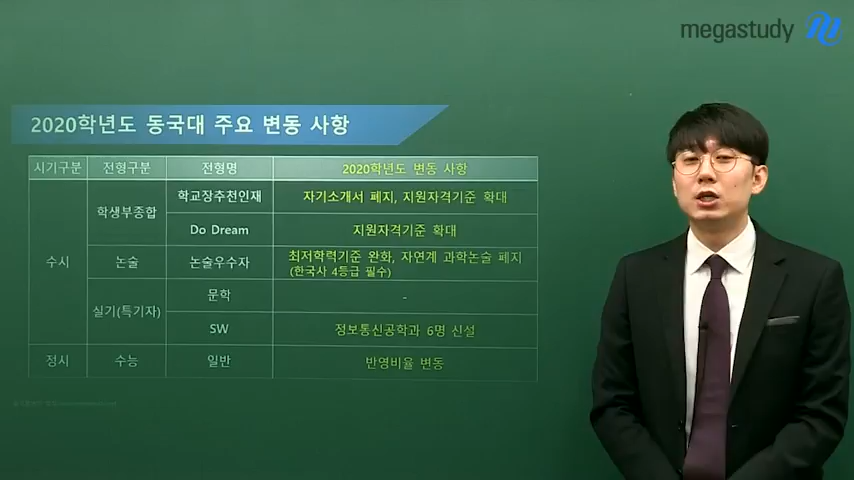 megastudy
2020학년도 동국대 주요 변동 사항
시기구분 전형구분 전형명 2020학년도 변동 사항
수시 학생부종합 학교장추천인재 자기소개서 폐지, 지원자격기준 확대
Do Dream 지원자격기준 확대
논술 논술우수자 최저학력기준 완화, 자연계 과학논술 폐지
(한국사 4등급 필수)
실기(특기자) 문학 -
SW 정보통신공학과 6명 신설
정시 수능 일반 반영비율 변동